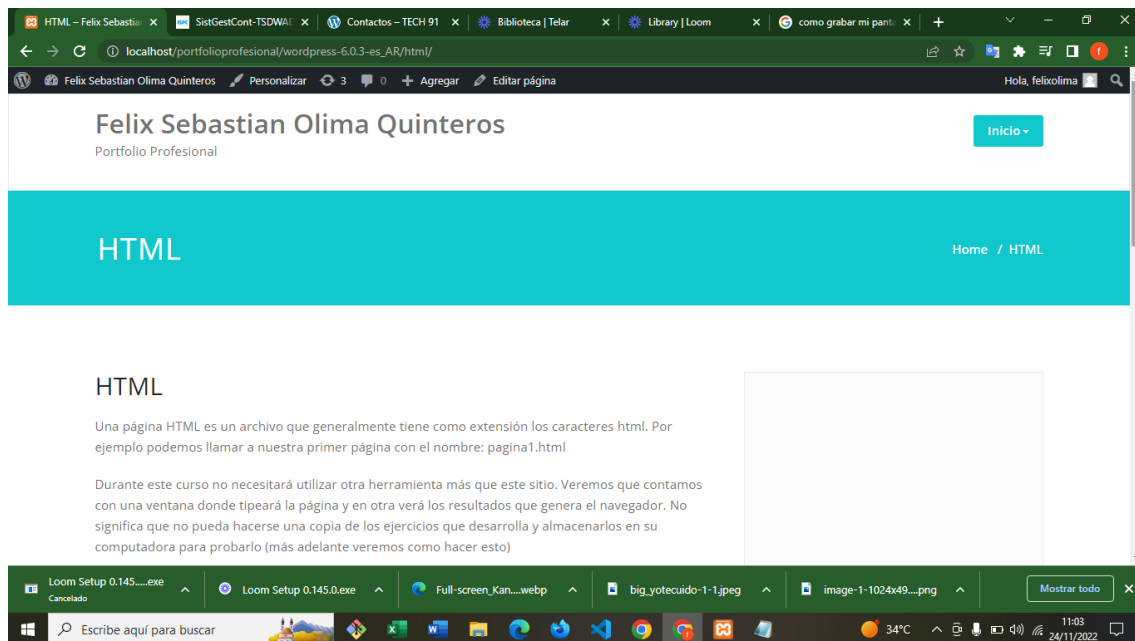 HTML – Felix Sebastia
SistGestCont-TSDWAD
Contactos – TECH 91
Biblioteca | Telar
Library | Loom
como grabar mi panta
localhost/portfolioprofesional/wordpress-6.0.3-es_AR/html/
f
Felix Sebastian Olima Quinteros
Personalizar
3
0
Agregar
Editar página
Hola, felixolima
Felix Sebastian Olima Quinteros
Portfolio Profesional
Inicio
HTML
Home / HTML
HTML
Una página HTML es un archivo que generalmente tiene como extensión los caracteres html. Por
ejemplo podemos llamar a nuestra primer página con el nombre: pagina1.html
Durante este curso no necesitará utilizar otra herramienta más que este sitio. Veremos que contamos
con una ventana donde tipeará la página y en otra verá los resultados que genera el navegador. No
significa que no pueda hacerse una copia de los ejercicios que desarrolla y almacenarlos en su
computadora para probarlo (más adelante veremos como hacer esto)
Loom Setup 0.145.....exe
Cancelado
Loom Setup 0.145.0.exe
Full-screen_Kan....webp
big_yotecuido-1-1.jpeg
image-1-1024x49....png
Mostrar todo
Escribe aquí para buscar
34°C
11:03
24/11/2022